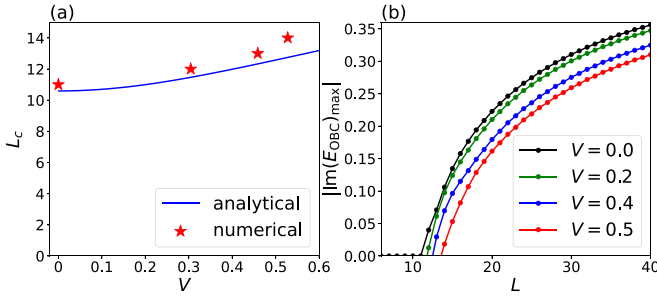 (a)
14
12
10
8
6
4
2
0
L_c
0
0.1
0.2
0.3
0.4
0.5
0.6
V
analytical
numerical
(b)
0.35
0.30
0.25
0.20
0.15
0.10
0.05
0.00
||Im(E_OBC)_max||
10
20
30
40
L
V = 0.0
V = 0.2
V = 0.4
V = 0.5